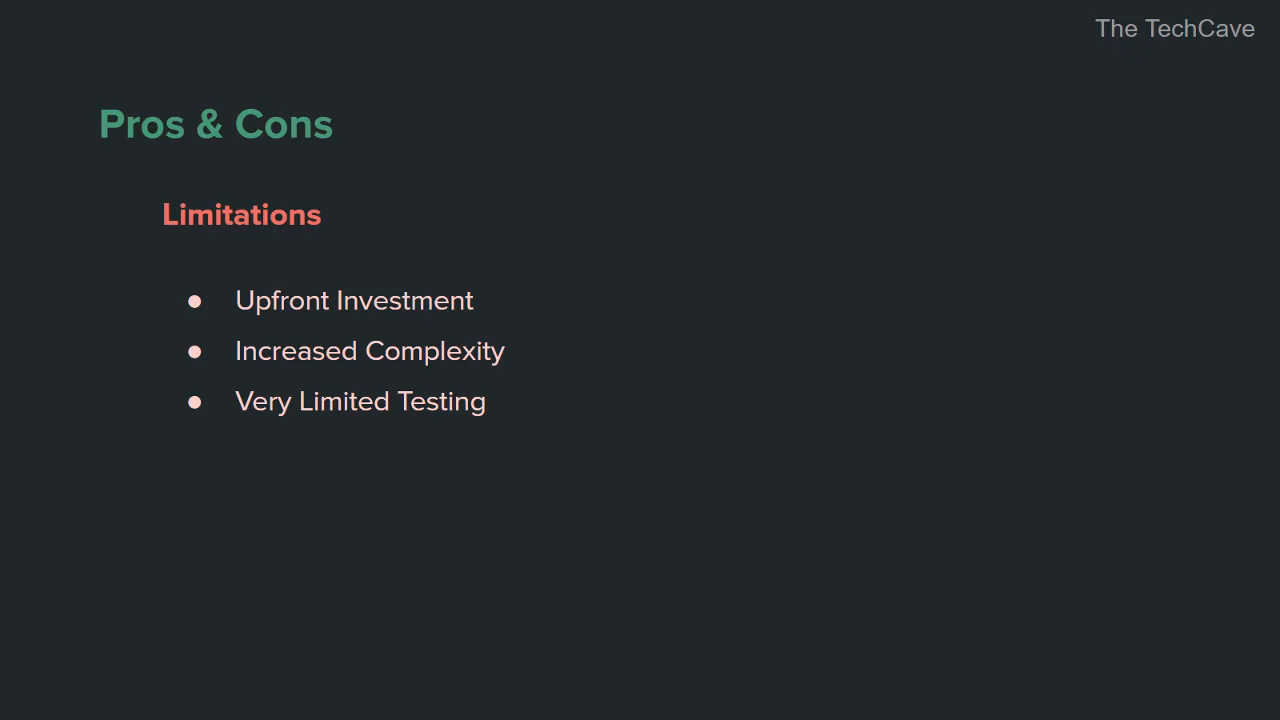 The TechCave
Pros & Cons
Limitations
● Upfront Investment
● Increased Complexity
● Very Limited Testing